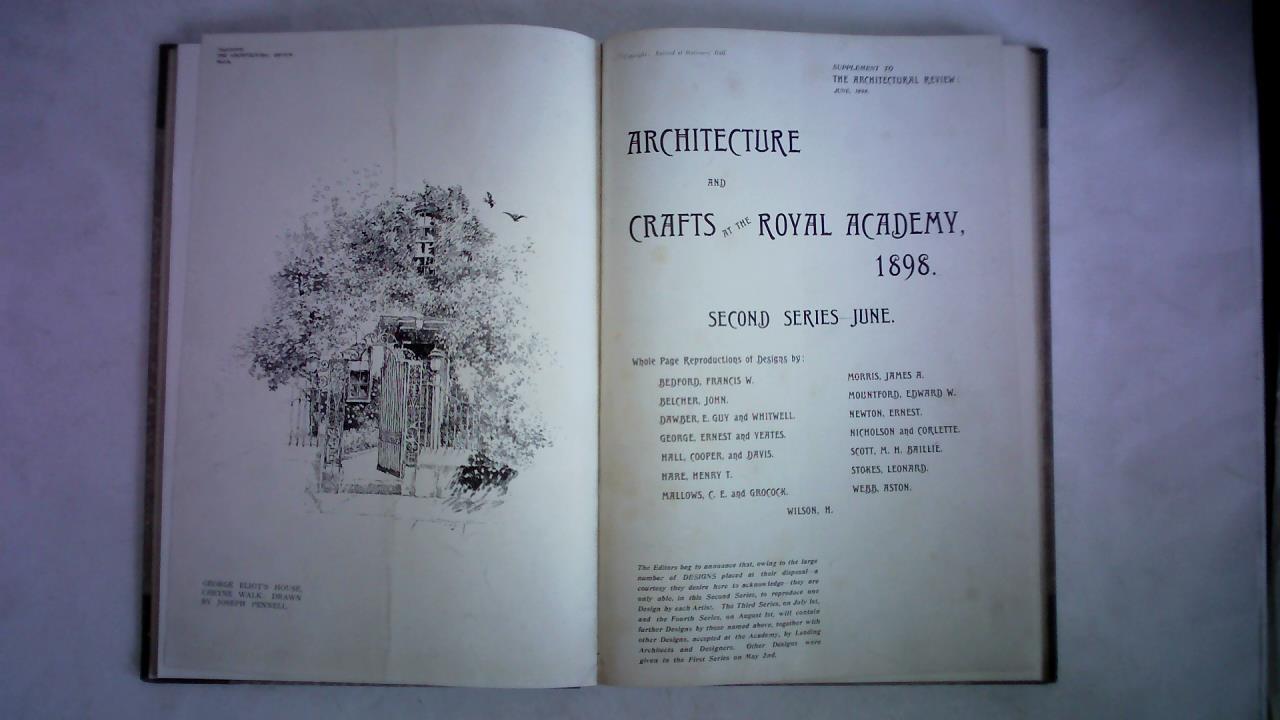 THE ARCHITECTURAL REVIEW
GEORGE ELIOT'S HOUSE,
CHEYNE WALK. DRAWN
BY JOSEPH PENNELL.
Copyright: Entered at Stationers' Hall.
SUPPLEMENT TO
THE ARCHITECTURAL REVIEW:
JUNE, 1898.
ARCHITECTURE
AND
CRAFTS AT THE ROYAL ACADEMY,
1898.
SECOND SERIES—JUNE.
Whole Page Reproductions of Designs by:
BEDFORD, FRANCIS W.
BELCHER, JOHN.
DAWBER, E. GUY and WHITWELL.
GEORGE, ERNEST and YEATES.
HALL, COOPER, and DAVIS.
HARE, HENRY T.
MALLOWS, C. E. and GROCOCK.
MORRIS, JAMES A.
MOUNTFORD, EDWARD W.
NEWTON, ERNEST.
NICHOLSON and CORLETTE.
SCOTT, M. H. BAILLIE.
STOKES, LEONARD.
WEBB, ASTON.
WILSON, H.
The Editors beg to announce that, owing to the large
number of DESIGNS placed at their disposal—a
courtesy they desire here to acknowledge—they are
only able, in this Second Series, to reproduce one
Design by each Artist. The Third Series, on July 1st,
and the Fourth Series, on August 1st, will contain
further Designs by those named above, together with
other Designs, accepted at the Academy, by Leading
Architects and Designers. Other Designs were
given in the First Series on May 2nd.